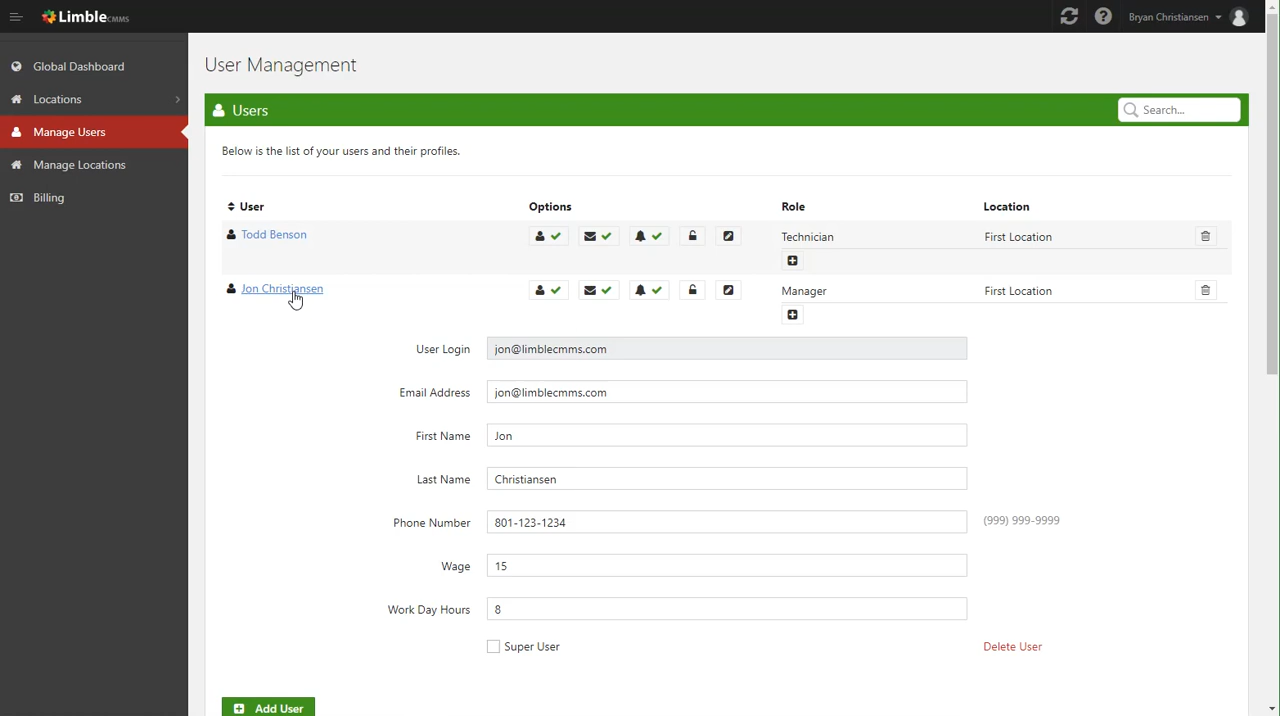 LimbleCMMS
Bryan Christiansen
Global Dashboard
Locations
Manage Users
Manage Locations
Billing
User Management
Users
Search...
Below is the list of your users and their profiles.
User Options Role Location
Todd Benson Technician First Location
Jon Christiansen Manager First Location
User Login jon@limblecmms.com
Email Address jon@limblecmms.com
First Name Jon
Last Name Christiansen
Phone Number 801-123-1234 (999) 999-9999
Wage 15
Work Day Hours 8
Super User Delete User
Add User